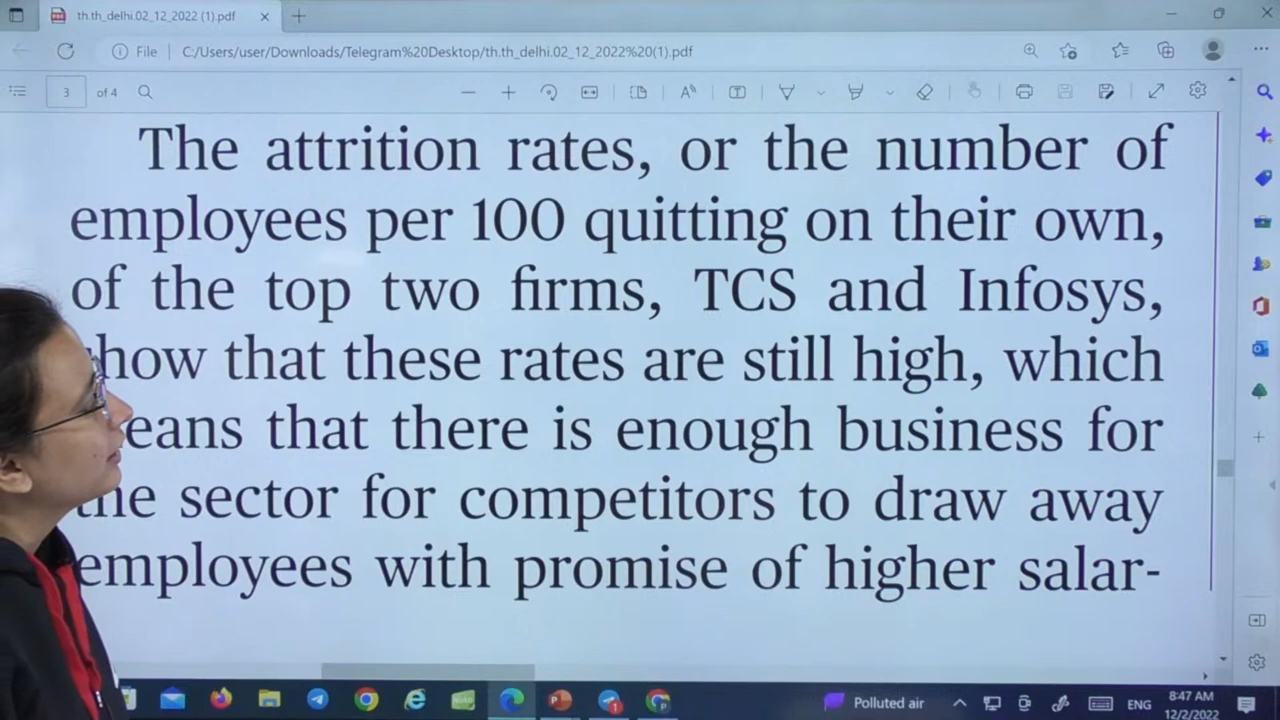 th.th_delhi.02_12_2022 (1).pdf
File
C:/Users/user/Downloads/Telegram%20Desktop/th.th_delhi.02_12_2022%20(1).pdf
3 of 4
The attrition rates, or the number of
employees per 100 quitting on their own,
of the top two firms, TCS and Infosys,
show that these rates are still high, which
means that there is enough business for
the sector for competitors to draw away
employees with promise of higher salar-
Polluted air
ENG
8:47 AM
12/2/2022